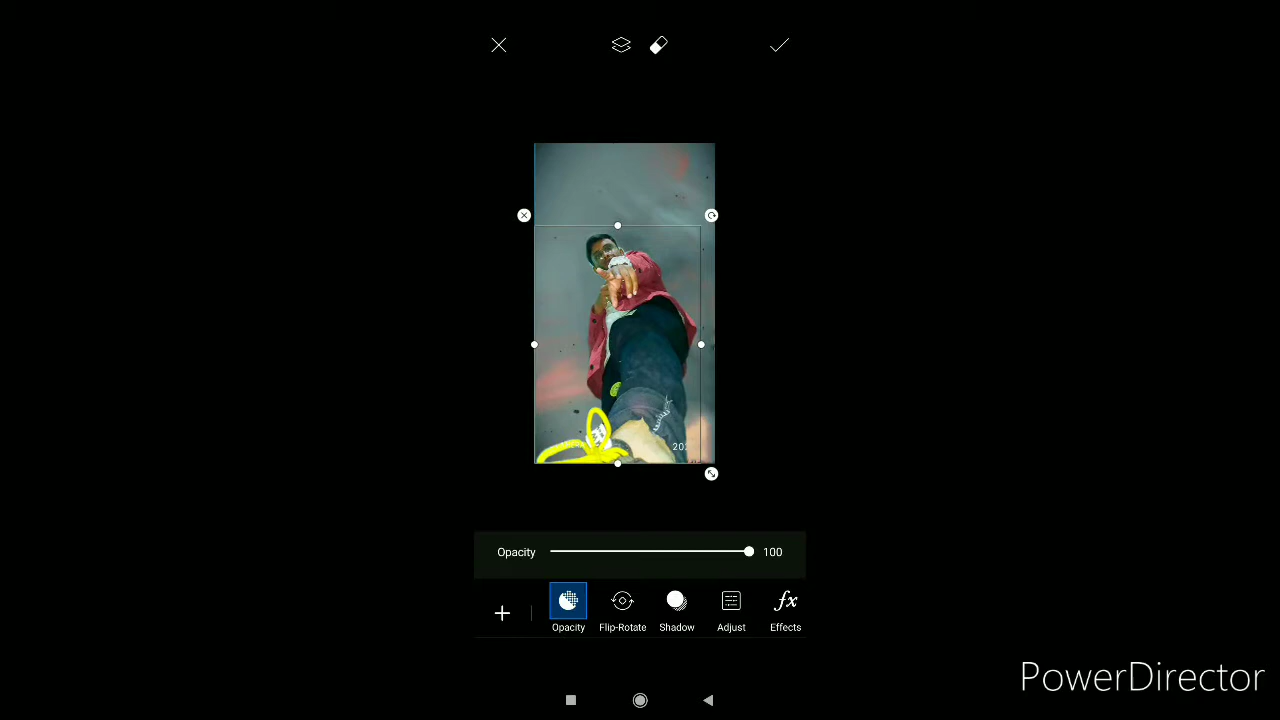 Opacity
100
Opacity
Flip-Rotate
Shadow
Adjust
fx
Effects
PowerDirector